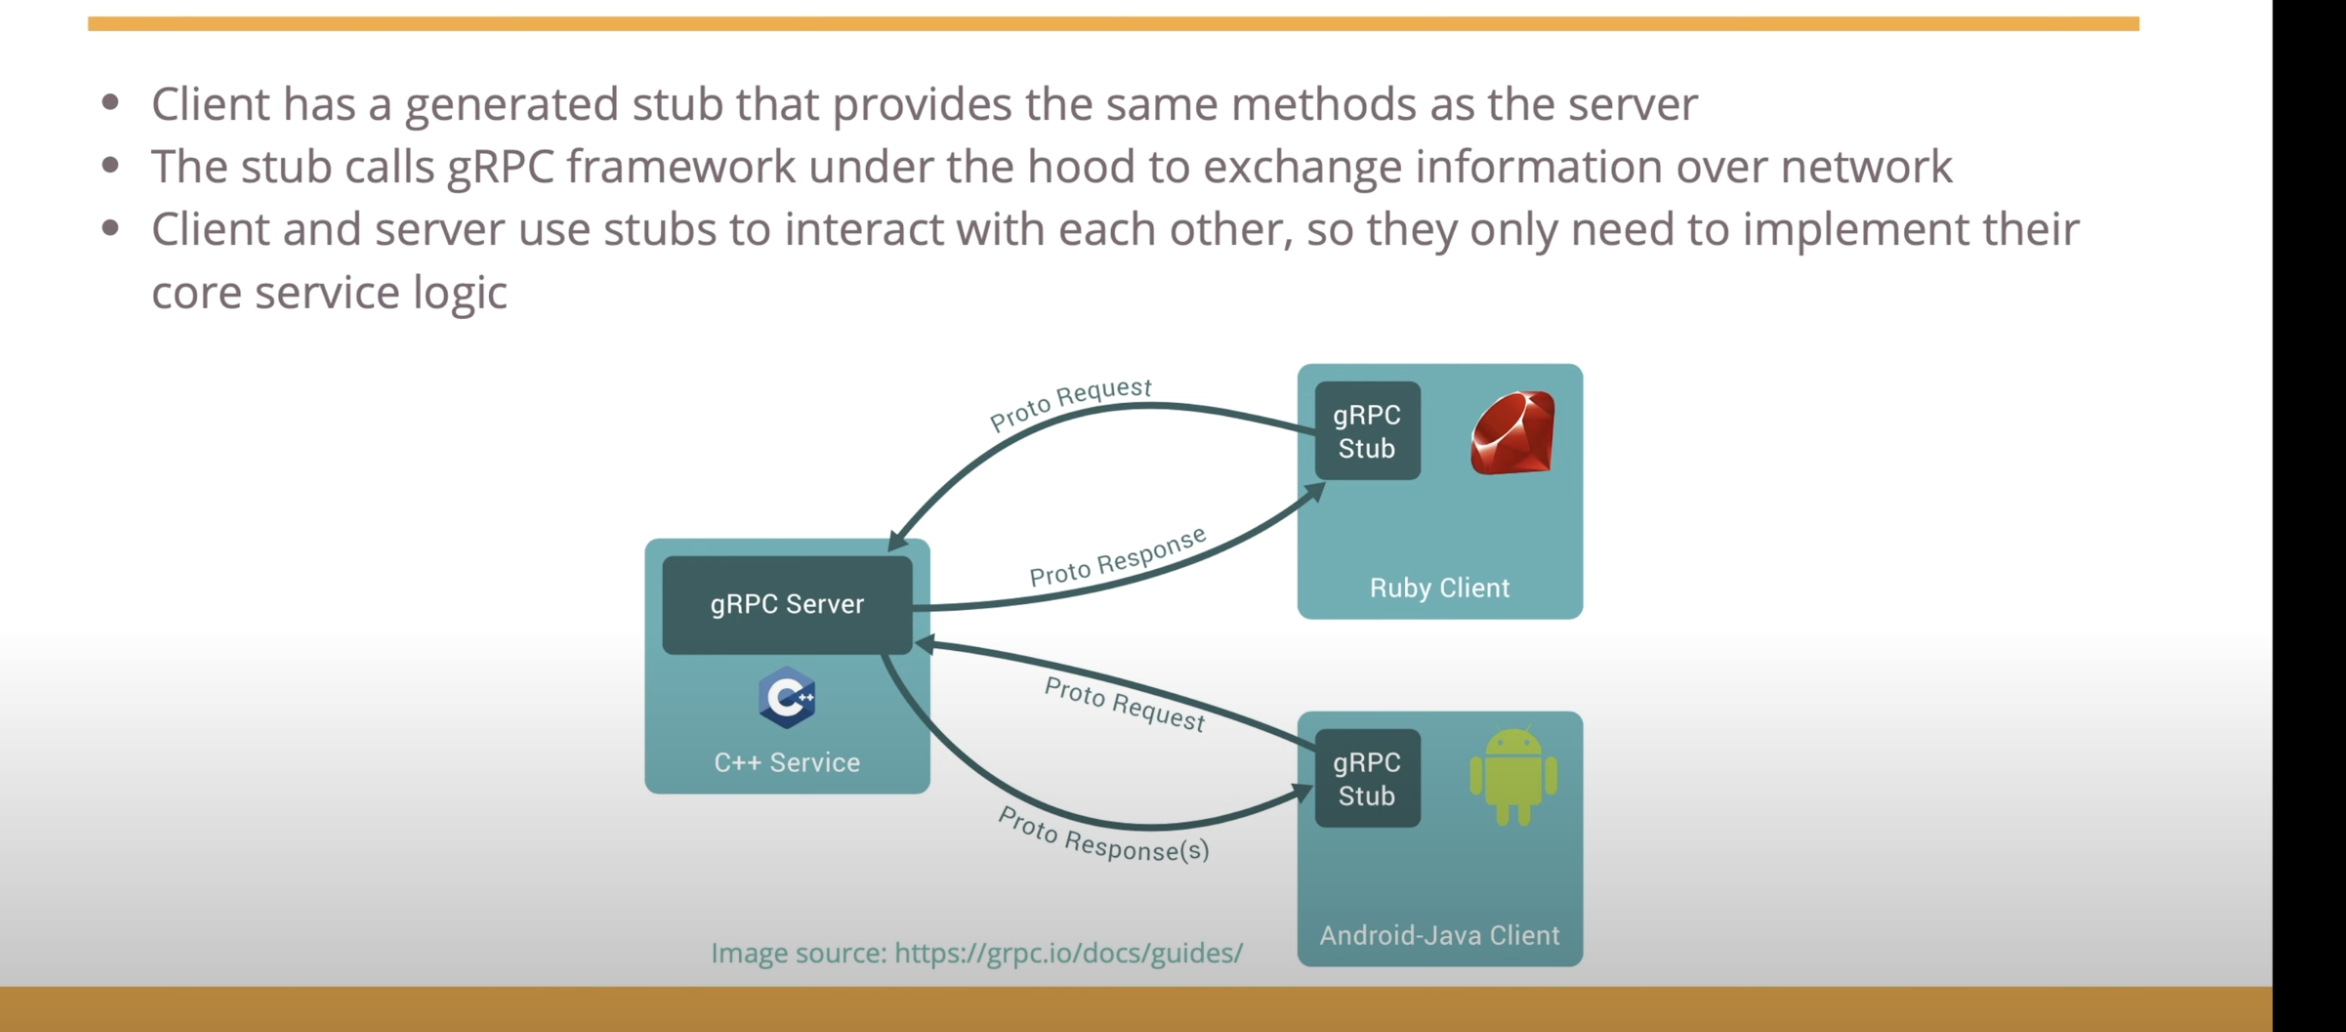 • Client has a generated stub that provides the same methods as the server
• The stub calls gRPC framework under the hood to exchange information over network
• Client and server use stubs to interact with each other, so they only need to implement their
core service logic
Proto Request
gRPC
Stub
Proto Response
Ruby Client
gRPC Server
C++
C++ Service
Proto Request
gRPC
Stub
Proto Response(s)
Android-Java Client
Image source: https://grpc.io/docs/guides/